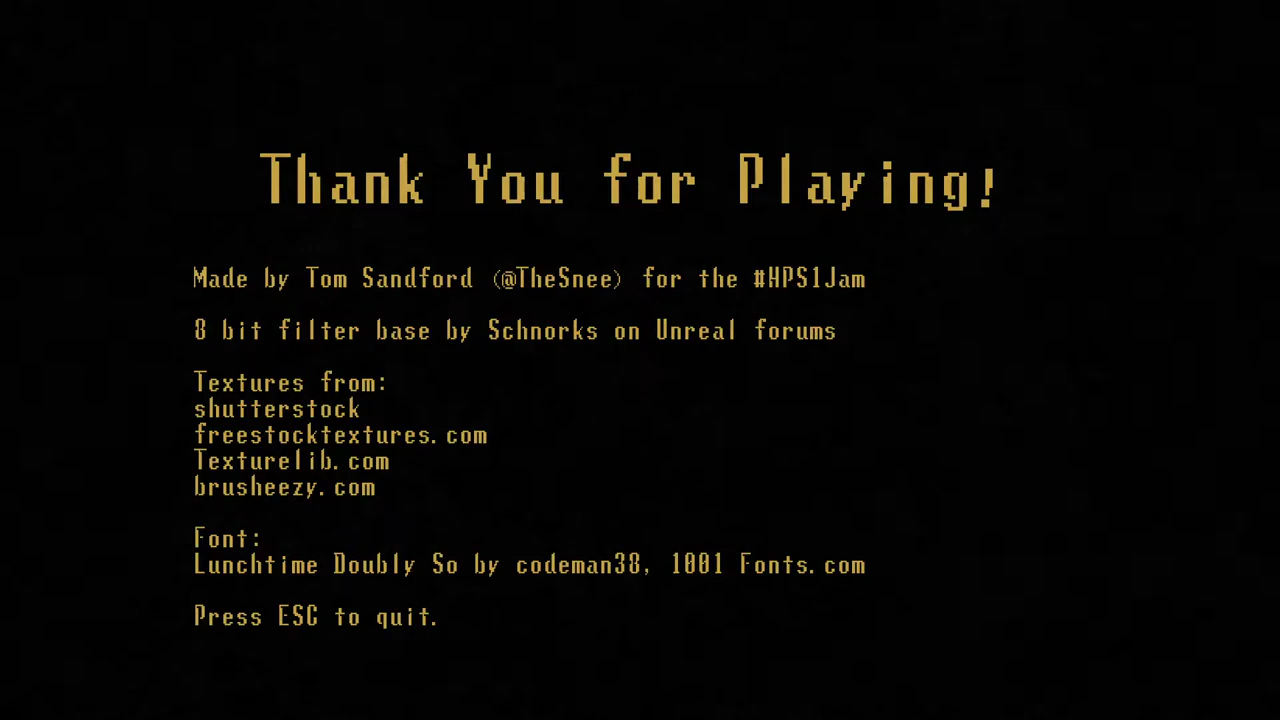 Thank You for Playing!
Made by Tom Sandford (@TheSnee) for the #HPS1Jam
8 bit filter base by Schnorks on Unreal forums
Textures from:
shutterstock
freestocktextures.com
Texturelib.com
brusheezy.com
Font:
Lunchtime Doubly So by codeman38, 1001 Fonts.com
Press ESC to quit.